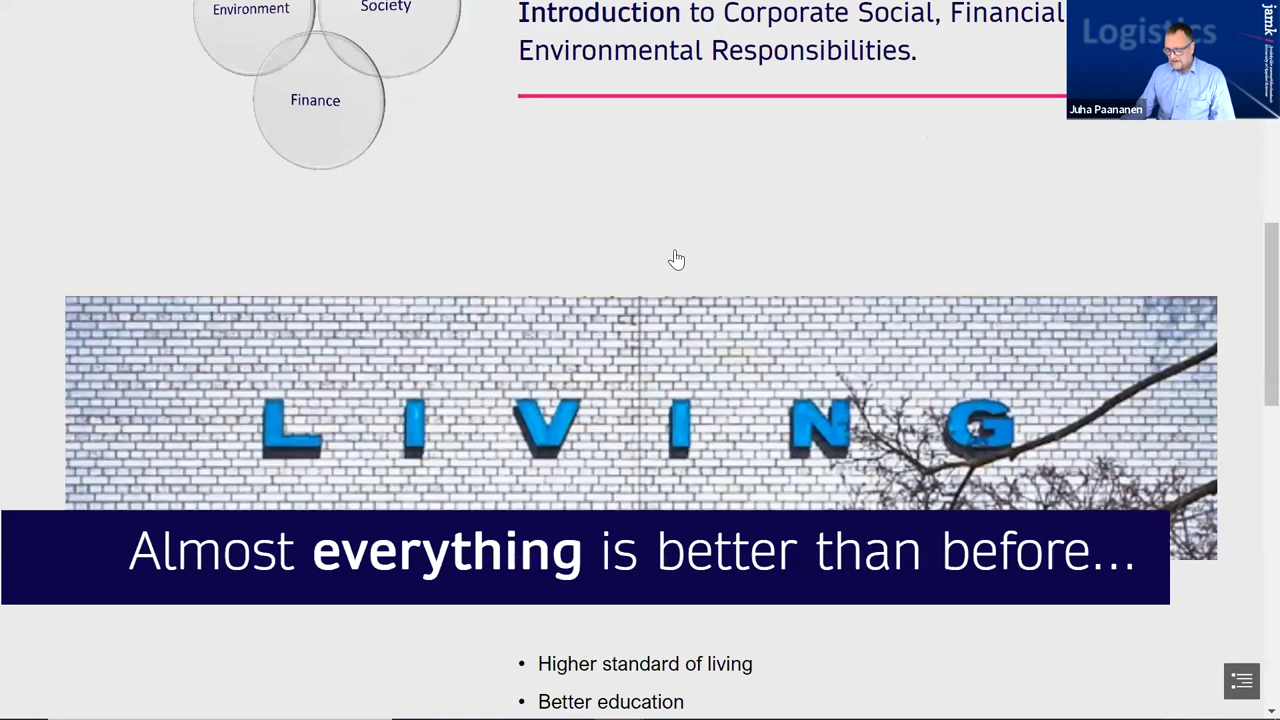 Environment
Society
Finance
Introduction to Corporate Social, Financial
Environmental Responsibilities.
Logistics
jamk
Juha Paananen
LIVING
Almost everything is better than before...
• Higher standard of living
• Better education